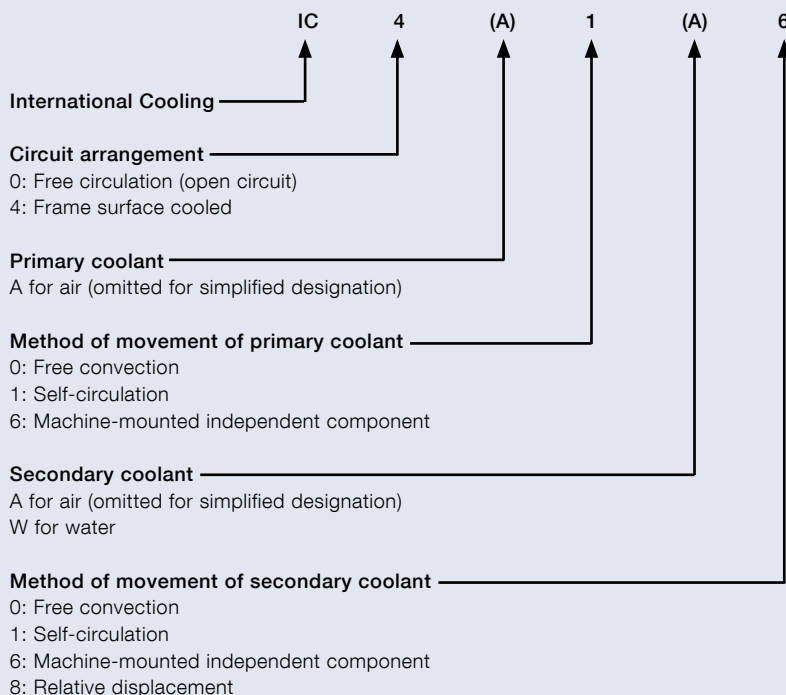 IC 4 (A) 1 (A) 6
International Cooling
Circuit arrangement
0: Free circulation (open circuit)
4: Frame surface cooled
Primary coolant
A for air (omitted for simplified designation)
Method of movement of primary coolant
0: Free convection
1: Self-circulation
6: Machine-mounted independent component
Secondary coolant
A for air (omitted for simplified designation)
W for water
Method of movement of secondary coolant
0: Free convection
1: Self-circulation
6: Machine-mounted independent component
8: Relative displacement